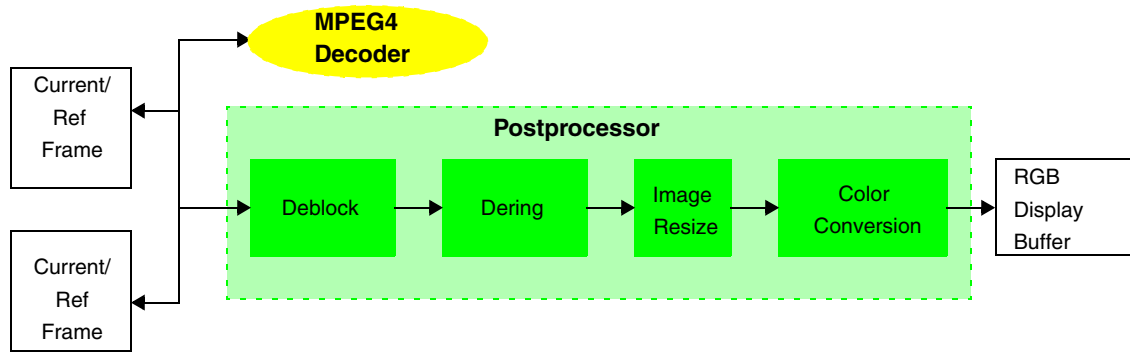 MPEG4
Decoder
Current/
Ref
Frame
Postprocessor
Deblock
Dering
Image
Resize
Color
Conversion
RGB
Display
Buffer
Current/
Ref
Frame